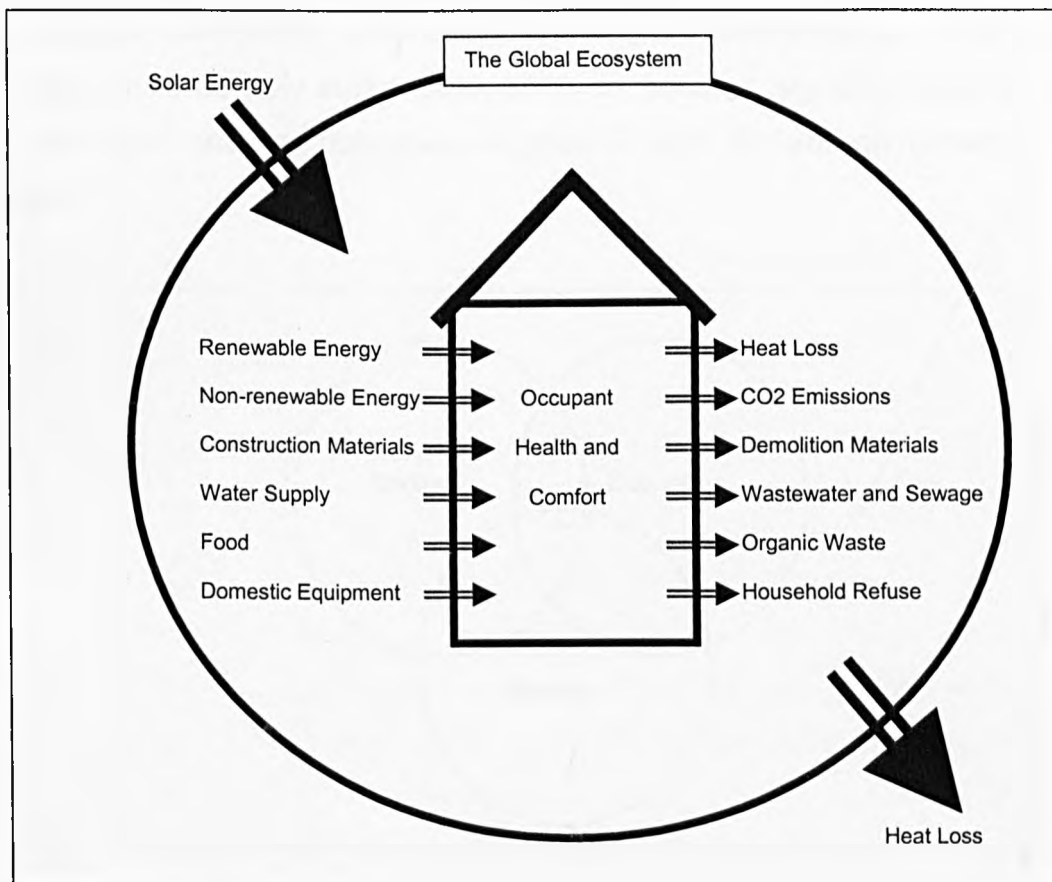 The Global Ecosystem
Solar Energy
Renewable Energy
Non-renewable Energy
Construction Materials
Water Supply
Food
Domestic Equipment
Occupant
Health and
Comfort
Heat Loss
CO2 Emissions
Demolition Materials
Wastewater and Sewage
Organic Waste
Household Refuse
Heat Loss